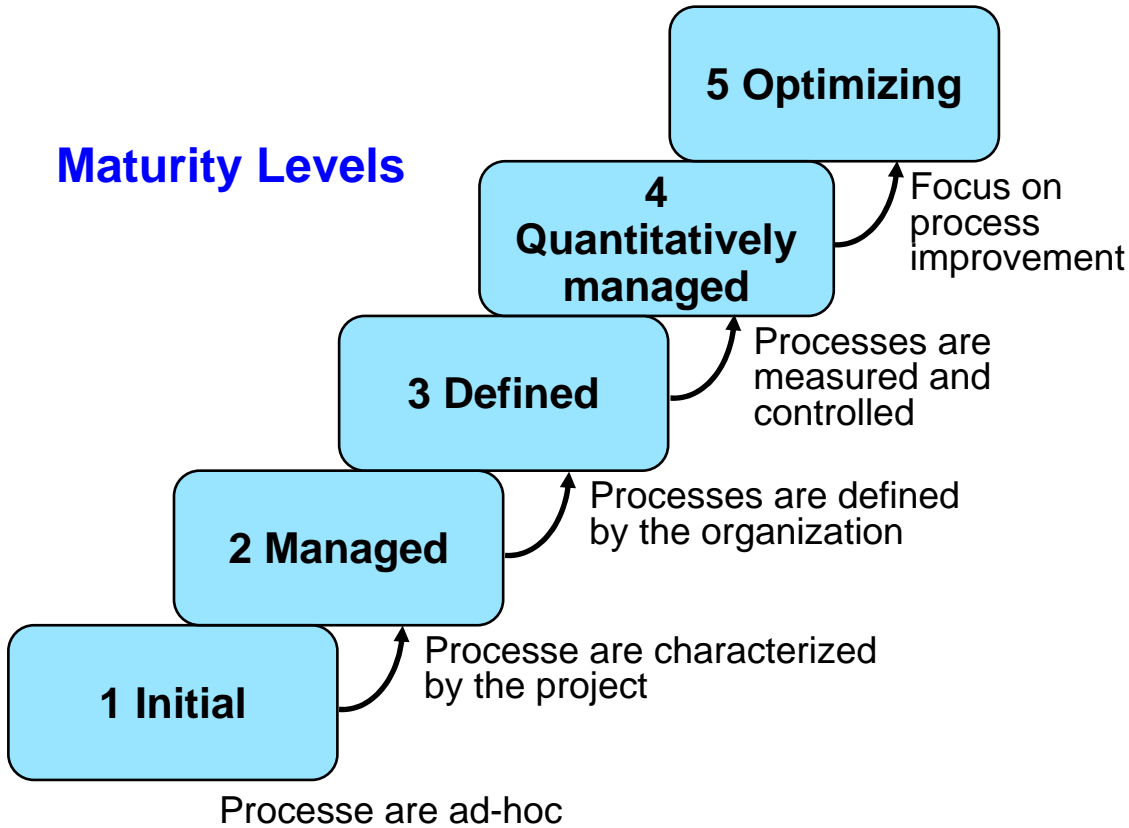 5 Optimizing
Maturity Levels
Focus on
process
improvement
4
Quantitatively
managed
Processes are
measured and
controlled
3 Defined
Processes are defined
by the organization
2 Managed
Processe are characterized
by the project
1 Initial
Processe are ad-hoc